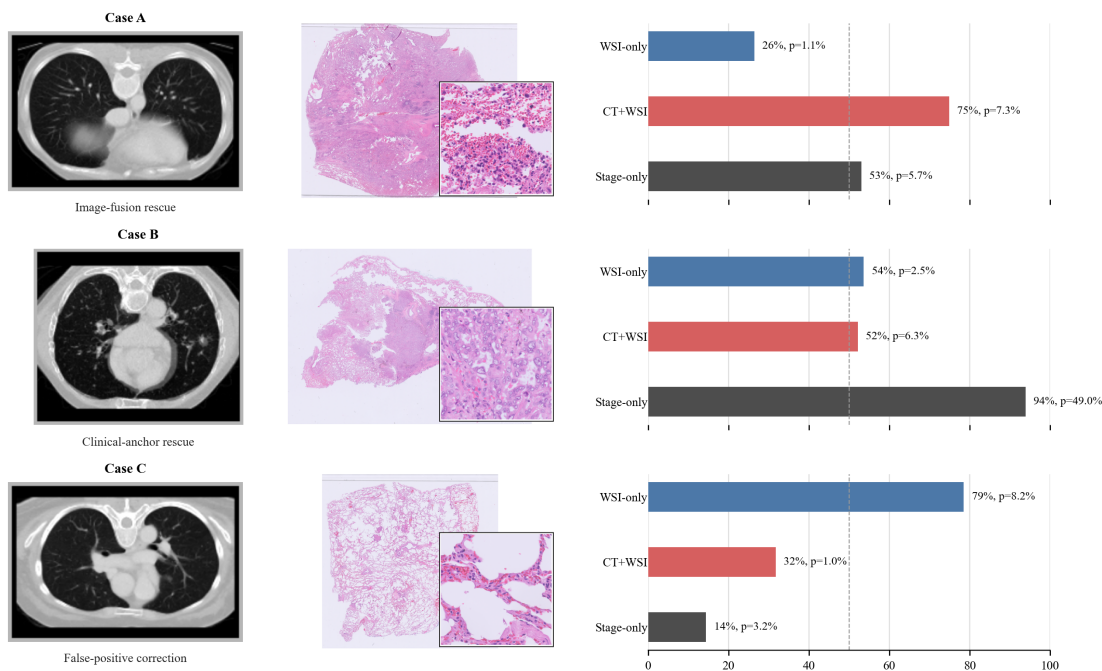 Case A
WSI-only
26%, p=1.1%
CT+WSI
75%, p=7.3%
Stage-only
53%, p=5.7%
Image-fusion rescue
Case B
WSI-only
54%, p=2.5%
CT+WSI
52%, p=6.3%
Stage-only
94%, p=49.0%
Clinical-anchor rescue
Case C
WSI-only
79%, p=8.2%
CT+WSI
32%, p=1.0%
Stage-only
14%, p=3.2%
False-positive correction
0 20 40 60 80 100